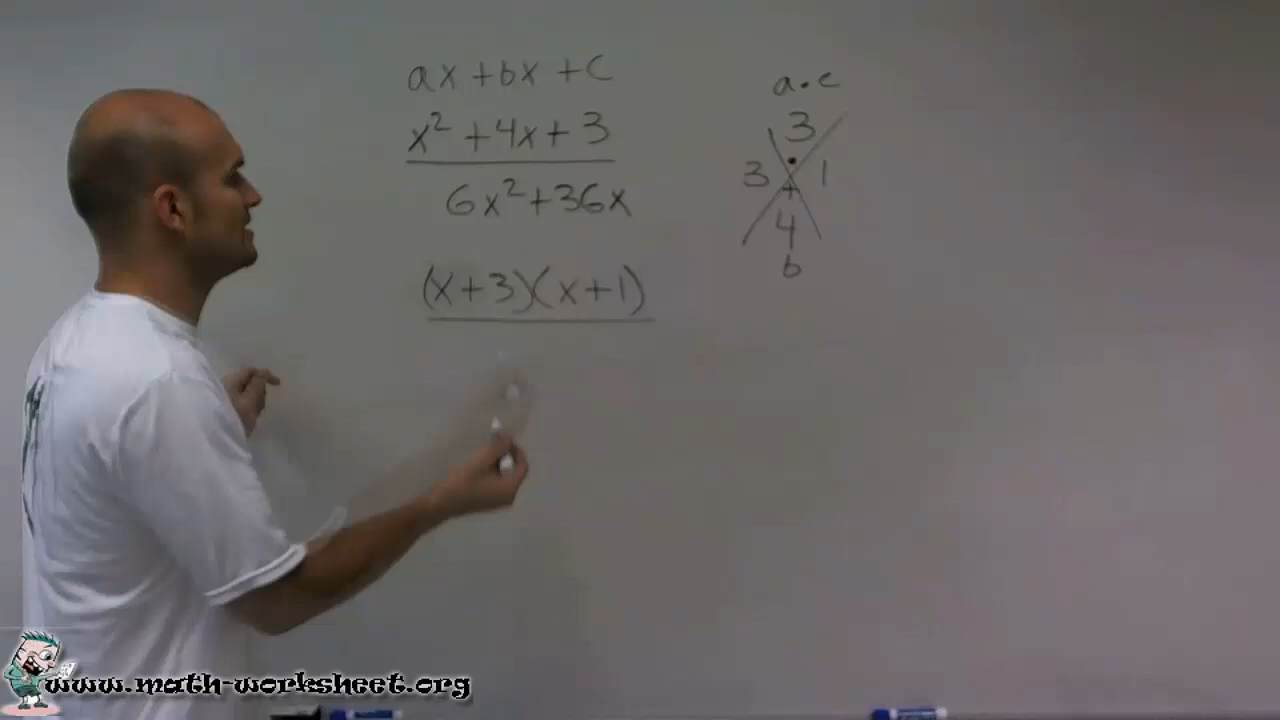 ax + bx + c
x² + 4x + 3
6x² + 36x
(x + 3)(x + 1)
a·c
3
3 · 1
+
4
b
www.math-worksheet.org